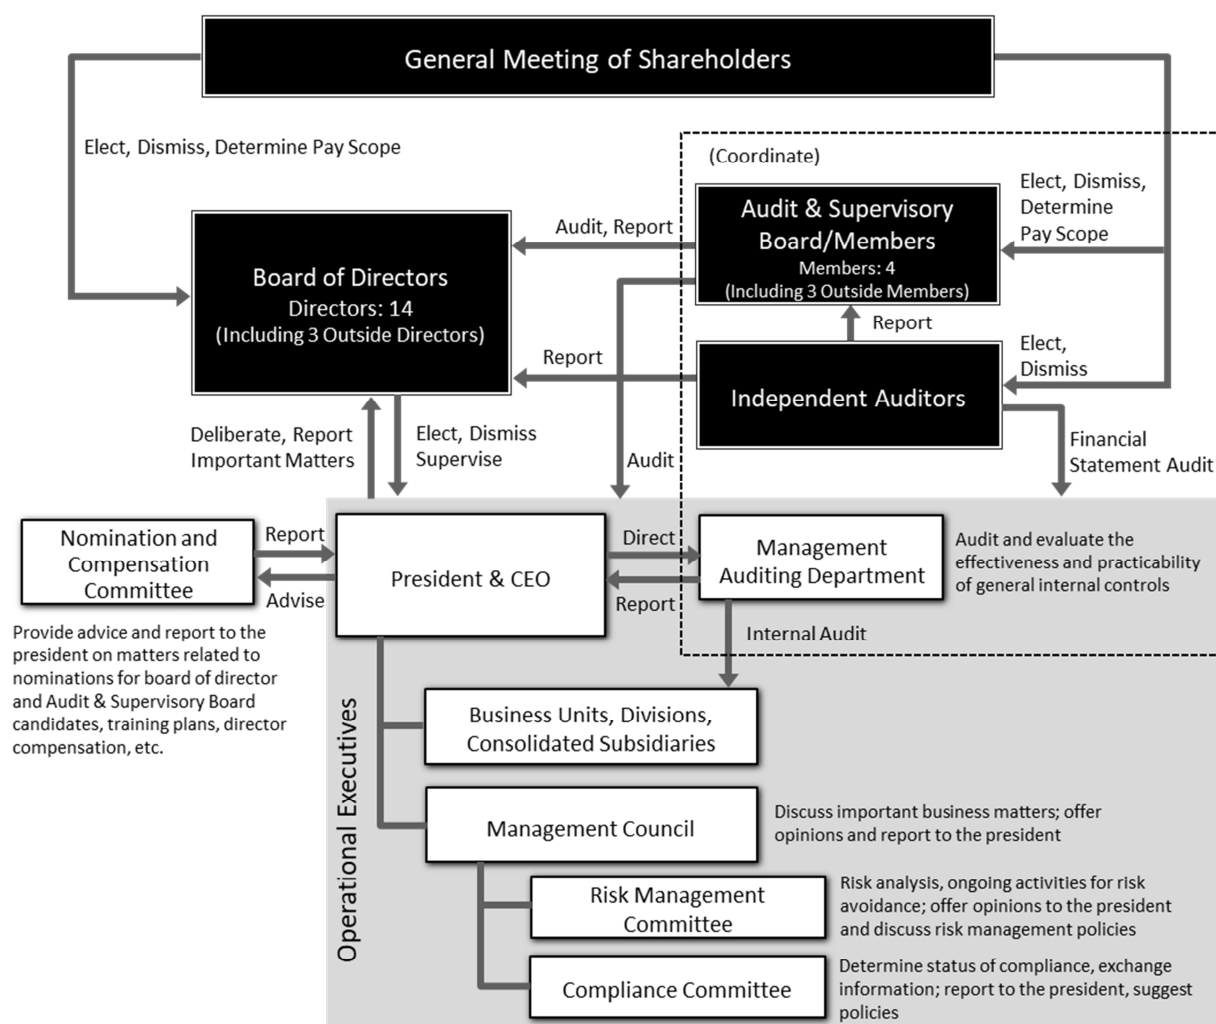 General Meeting of Shareholders
Elect, Dismiss, Determine Pay Scope
(Coordinate)
Audit & Supervisory
Board/Members
Members: 4
(Including 3 Outside Members)
Elect, Dismiss,
Determine
Pay Scope
Audit, Report
Board of Directors
Directors: 14
(Including 3 Outside Directors)
Report
Report
Elect,
Dismiss
Independent Auditors
Deliberate, Report
Important Matters
Elect, Dismiss
Supervise
Audit
Financial
Statement Audit
Nomination and
Compensation
Committee
Report
Advise
President & CEO
Direct
Report
Management
Auditing Department
Audit and evaluate the
effectiveness and practicability
of general internal controls
Provide advice and report to the
president on matters related to
nominations for board of director
and Audit & Supervisory Board
candidates, training plans, director
compensation, etc.
Internal Audit
Operational Executives
Business Units, Divisions,
Consolidated Subsidiaries
Management Council
Discuss important business matters; offer
opinions and report to the president
Risk Management
Committee
Risk analysis, ongoing activities for risk
avoidance; offer opinions to the president
and discuss risk management policies
Compliance Committee
Determine status of compliance, exchange
information; report to the president, suggest
policies